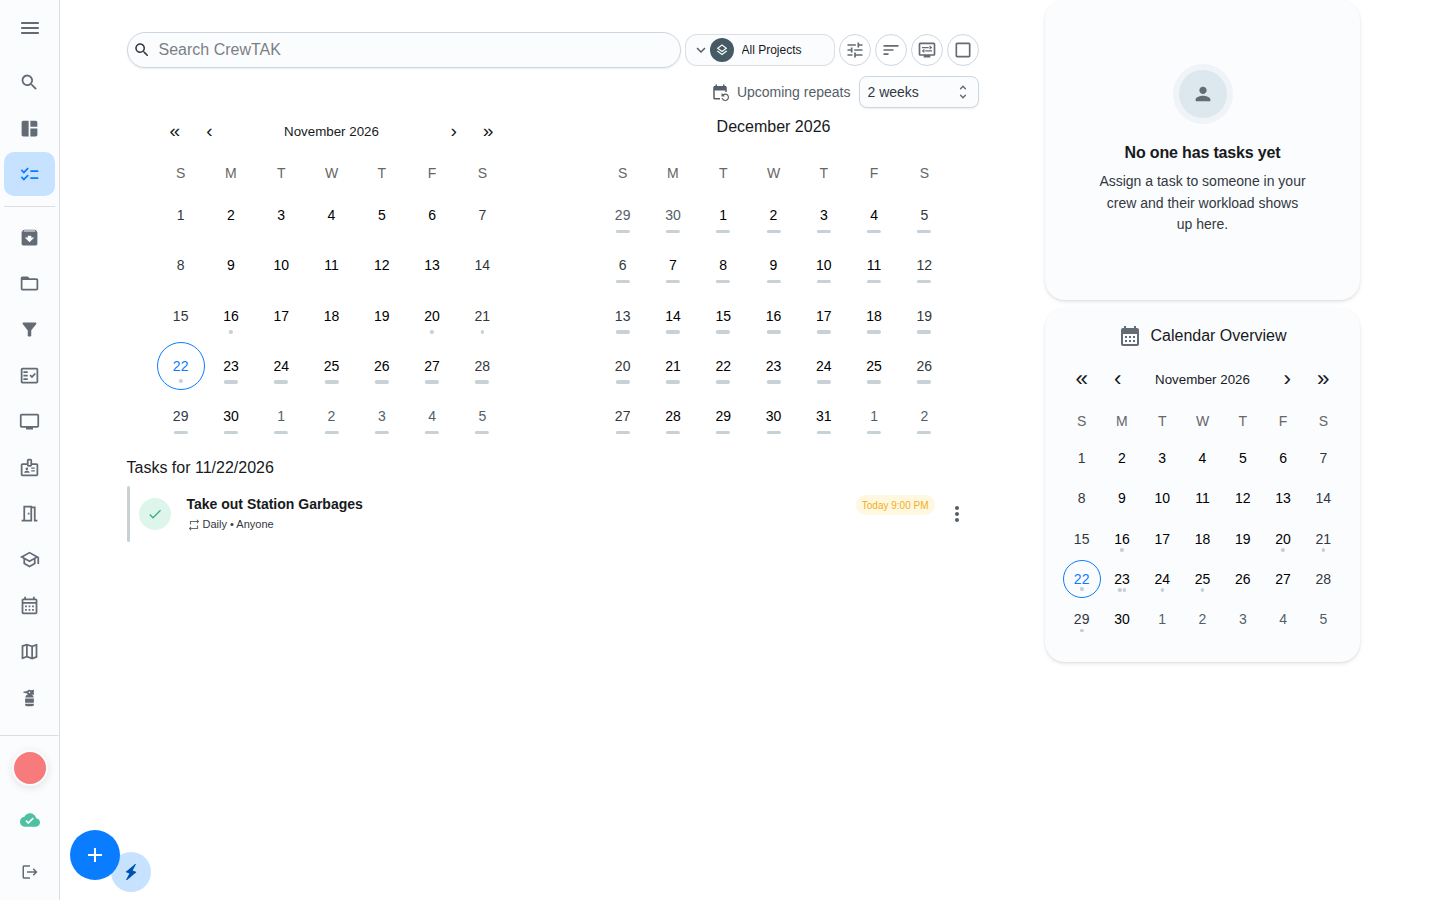 Search CrewTAK
All Projects
Upcoming repeats
2 weeks
« ‹ November 2026 › »
S M T W T F S
1 2 3 4 5 6 7
8 9 10 11 12 13 14
15 16 17 18 19 20 21
22 23 24 25 26 27 28
29 30 1 2 3 4 5
December 2026
S M T W T F S
29 30 1 2 3 4 5
6 7 8 9 10 11 12
13 14 15 16 17 18 19
20 21 22 23 24 25 26
27 28 29 30 31 1 2
Tasks for 11/22/2026
Take out Station Garbages
Daily • Anyone
Today 9:00 PM
No one has tasks yet
Assign a task to someone in your
crew and their workload shows
up here.
Calendar Overview
« ‹ November 2026 › »
S M T W T F S
1 2 3 4 5 6 7
8 9 10 11 12 13 14
15 16 17 18 19 20 21
22 23 24 25 26 27 28
29 30 1 2 3 4 5